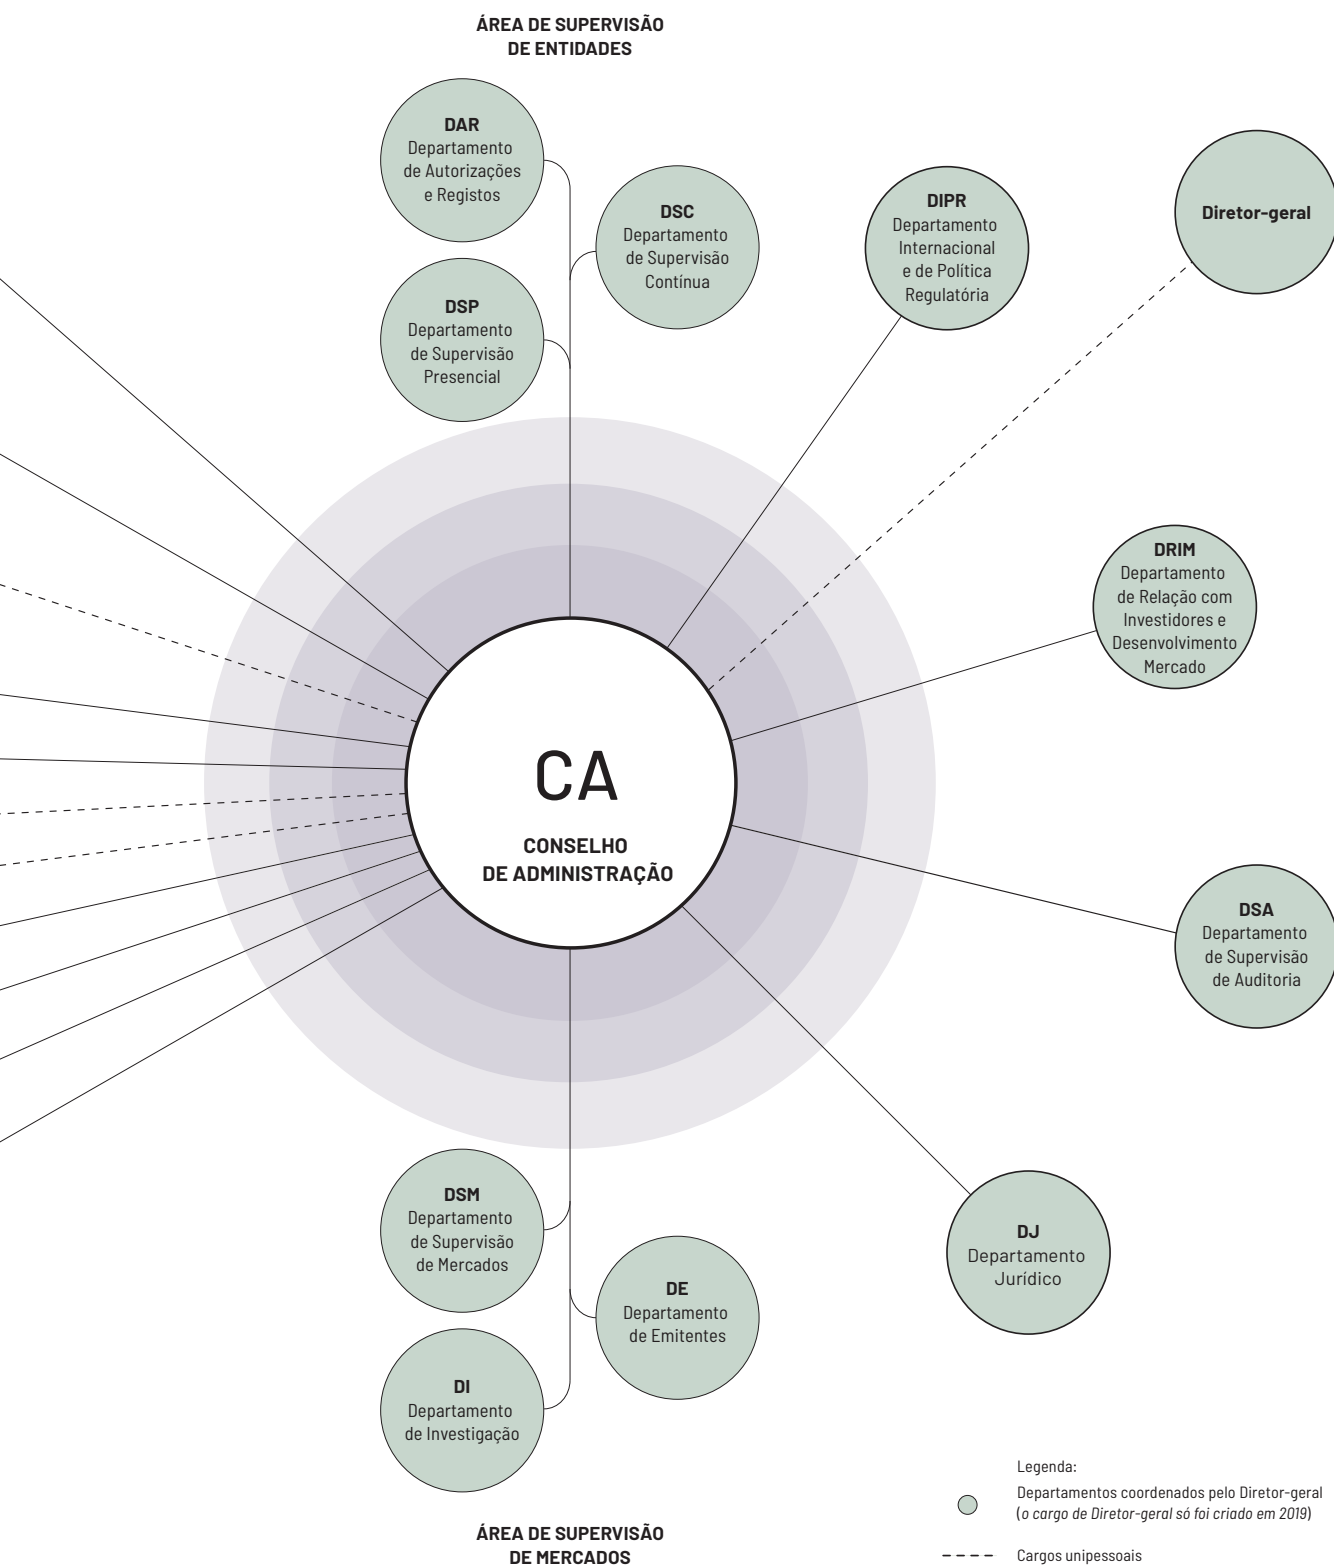 ÁREA DE SUPERVISÃO
DE ENTIDADES
DAR
Departamento
de Autorizações
e Registos
DSC
Departamento
de Supervisão
Contínua
DSP
Departamento
de Supervisão
Presencial
DIPR
Departamento
Internacional
e de Política
Regulatória
Diretor-geral
DRIM
Departamento
de Relação com
Investidores e
Desenvolvimento
Mercado
CA
CONSELHO
DE ADMINISTRAÇÃO
DSA
Departamento
de Supervisão
de Auditoria
DJ
Departamento
Jurídico
DSM
Departamento
de Supervisão
de Mercados
DE
Departamento
de Emitentes
DI
Departamento
de Investigação
ÁREA DE SUPERVISÃO
DE MERCADOS
Legenda:
Departamentos coordenados pelo Diretor-geral
(o cargo de Diretor-geral só foi criado em 2019)
Cargos unipessoais